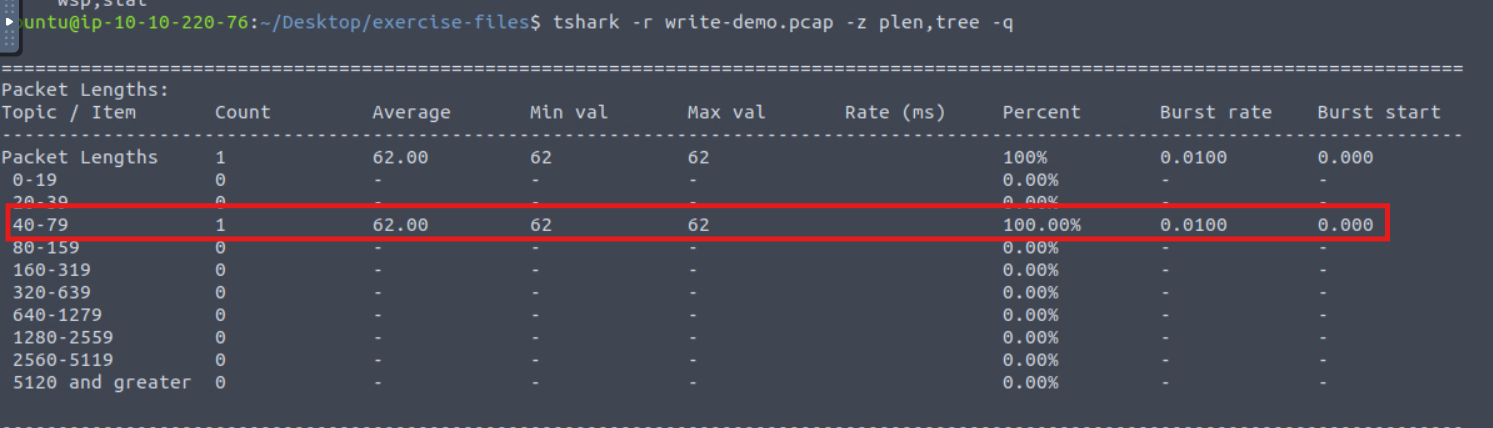 wsp,stat
untu@ip-10-10-220-76:~/Desktop/exercise-files$ tshark -r write-demo.pcap -z plen,tree -q
===================================================================================================================================
Packet Lengths:
Topic / Item Count Average Min val Max val Rate (ms) Percent Burst rate Burst start
-----------------------------------------------------------------------------------------------------------------------------------
Packet Lengths 1 62.00 62 62 100% 0.0100 0.000
0-19 0 - - - 0.00% - -
20-39 0 - - - 0.00% - -
40-79 1 62.00 62 62 100.00% 0.0100 0.000
80-159 0 - - - 0.00% - -
160-319 0 - - - 0.00% - -
320-639 0 - - - 0.00% - -
640-1279 0 - - - 0.00% - -
1280-2559 0 - - - 0.00% - -
2560-5119 0 - - - 0.00% - -
5120 and greater 0 - - - 0.00% - -
-----------------------------------------------------------------------------------------------------------------------------------